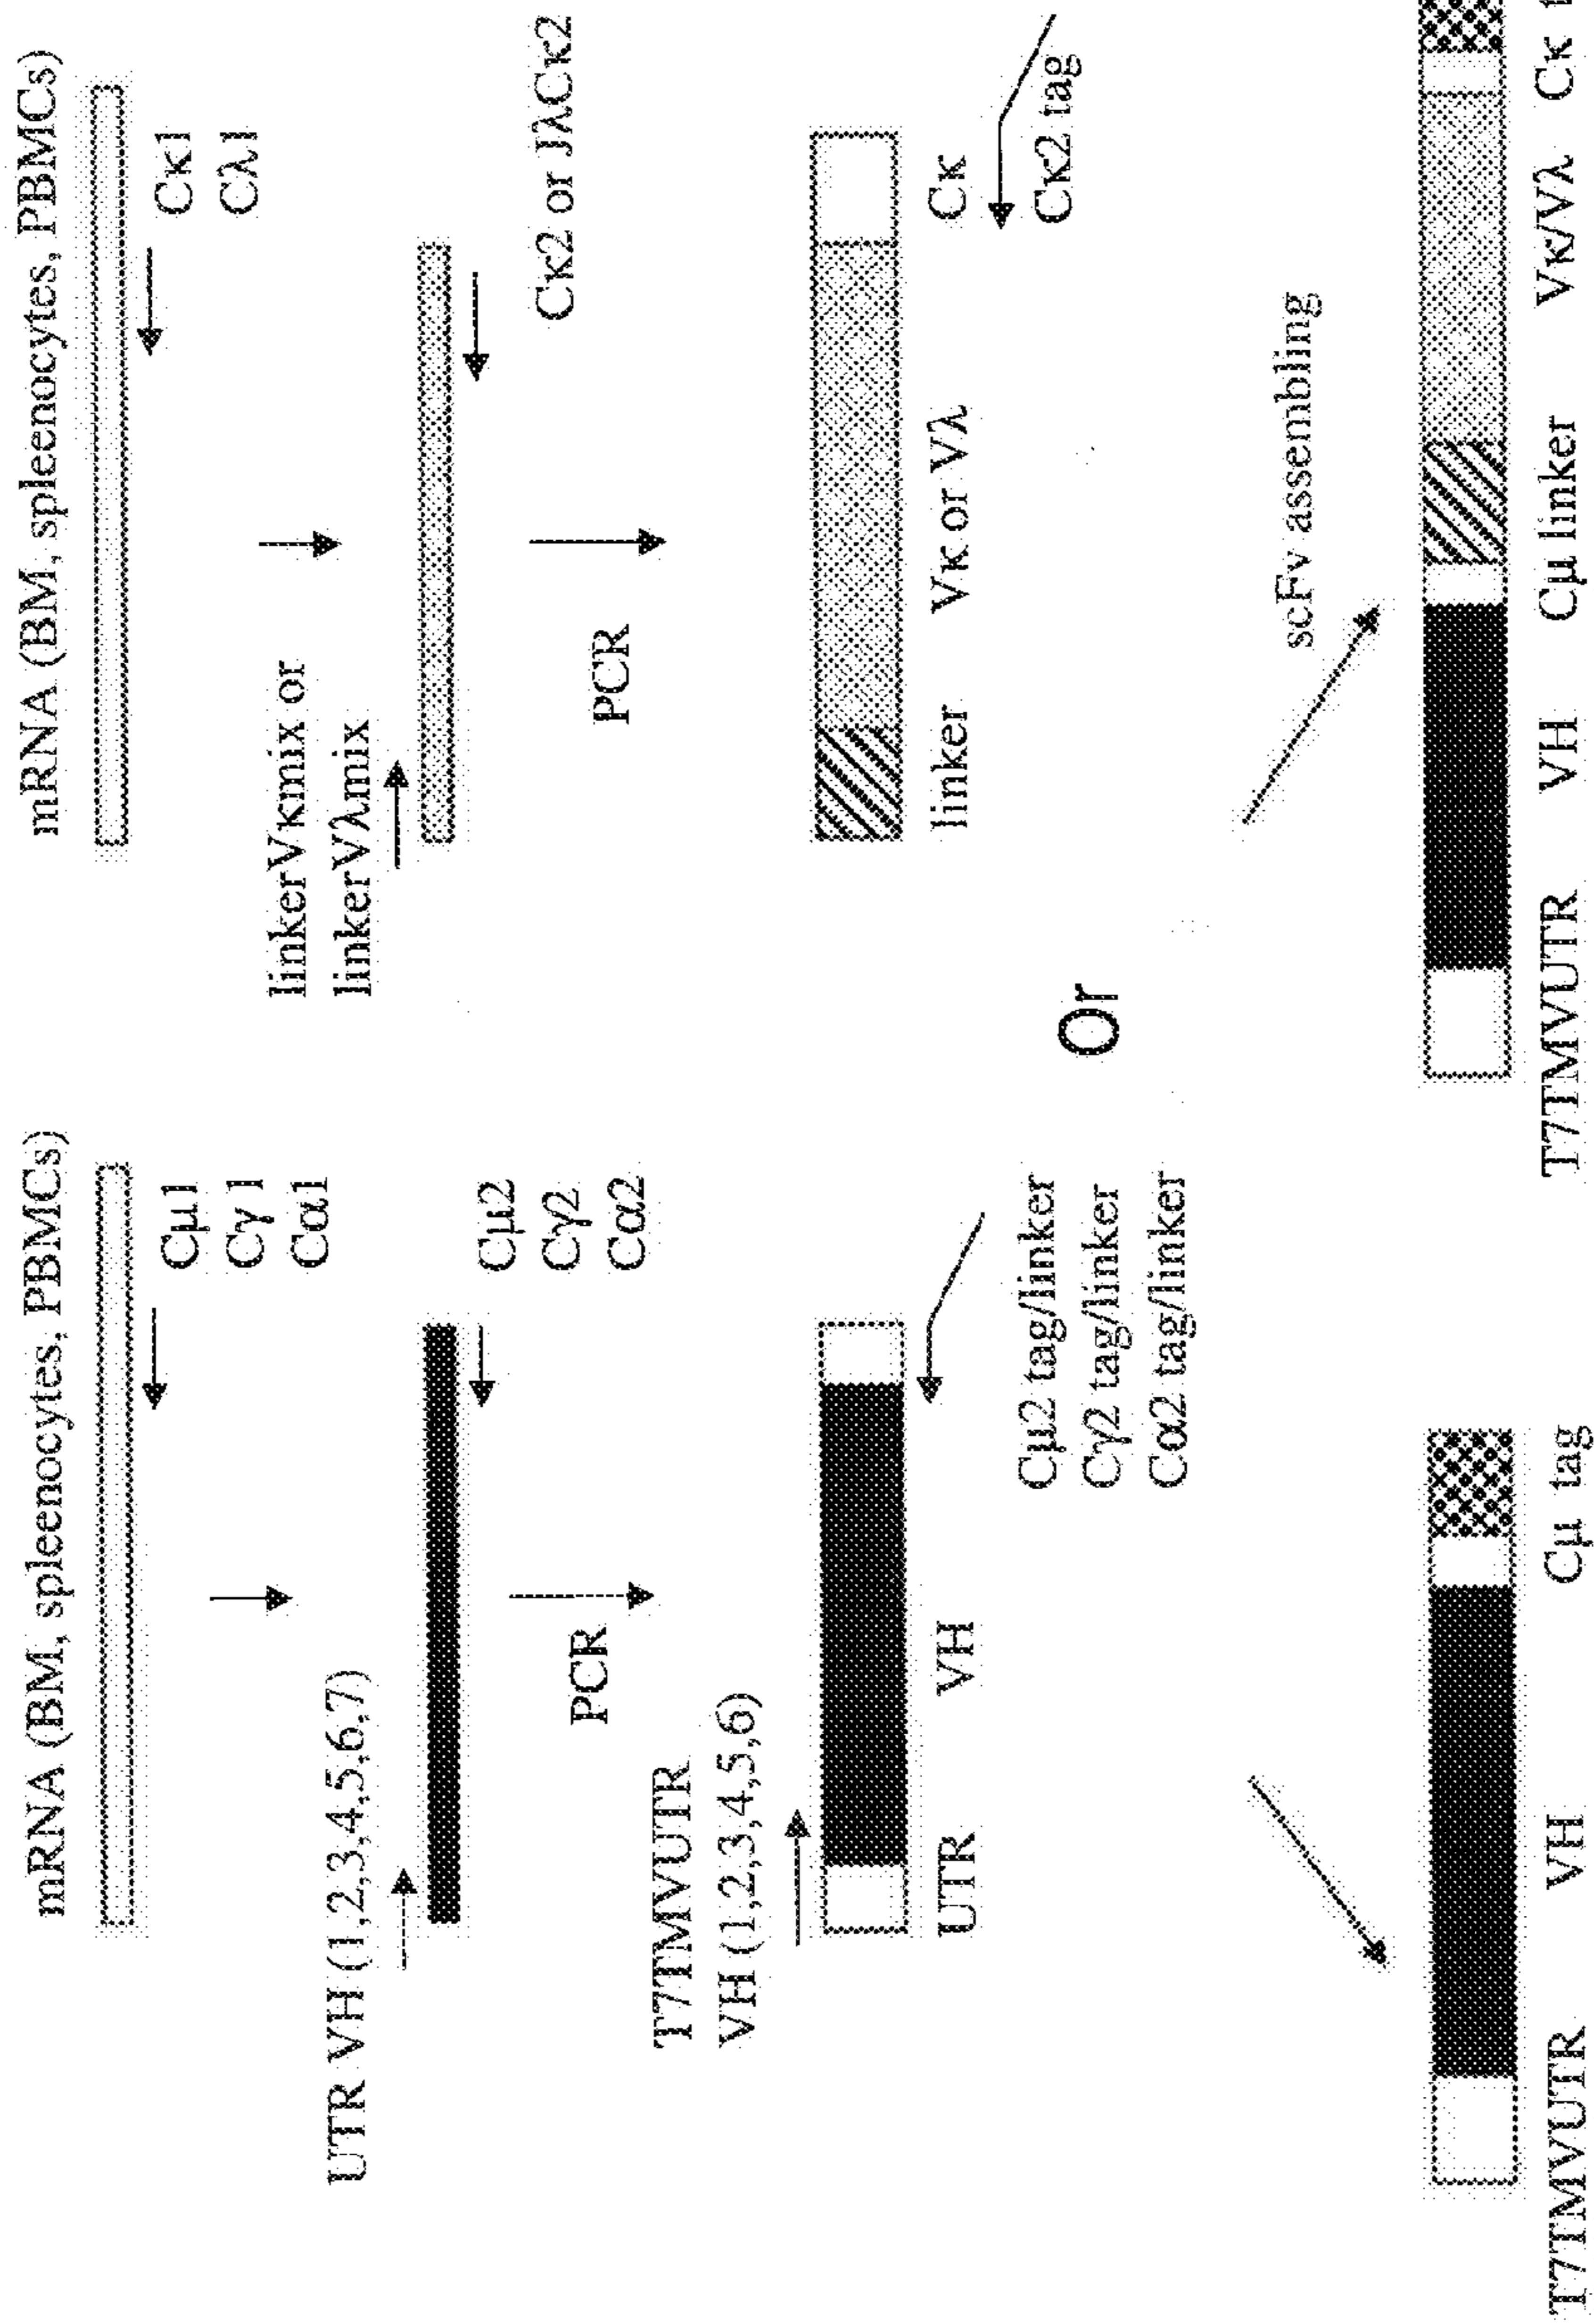 mRNA (BM, spleenocytes, PBMCs)
Cμ1
Cγ 1
Cα1
UTR VH (1,2,3,4,5,6,7)
Cμ2
Cγ2
Cα2
PCR
T7TMVUTR
VH (1,2,3,4,5,6)
UTR VH
Cμ2 tag/linker
Cγ2 tag/linker
Cα2 tag/linker
T7TMVUTR VH Cμ tag
mRNA (BM, spleenocytes, PBMCs)
Cκ1
Cλ1
linkerVκmix or
linkerVλmix
Cκ2 or JλCκ2
PCR
linker Vκ or Vλ Cκ
Cκ2 tag
Or
scFv assembling
T7TMVUTR VH Cμ linker Vκ/Vλ Cκ